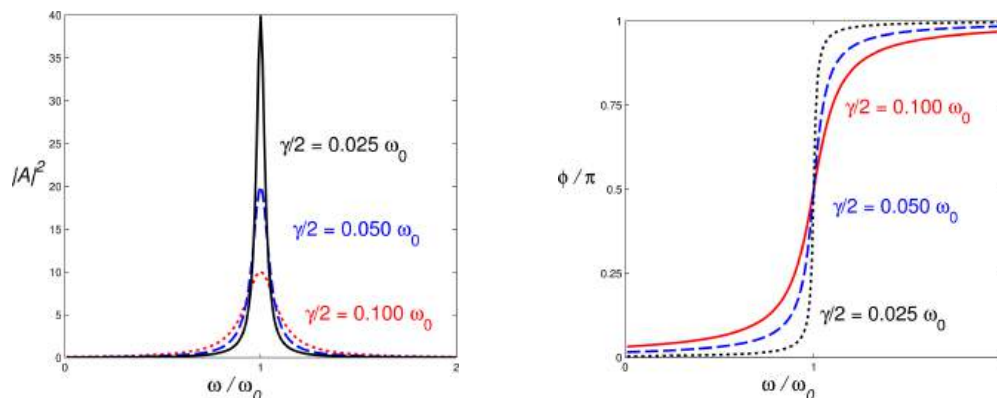 40
35
30
25
20
15
10
5
0
|A|²
γ/2 = 0.025 ω₀
γ/2 = 0.050 ω₀
γ/2 = 0.100 ω₀
0
1
2
ω / ω₀
1
0.75
0.5
0.25
0
ϕ / π
γ/2 = 0.100 ω₀
γ/2 = 0.050 ω₀
γ/2 = 0.025 ω₀
0
1
ω / ω₀